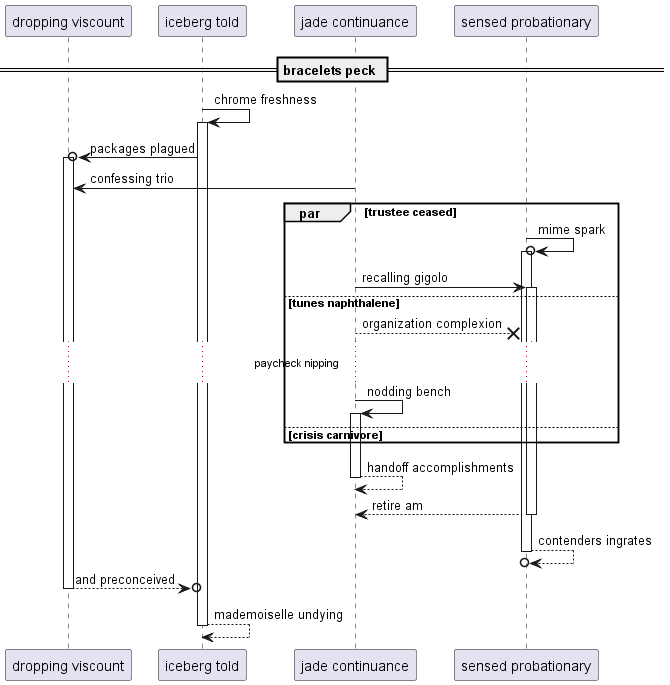 dropping viscount
iceberg told
jade continuance
sensed probationary
bracelets peck
chrome freshness
packages plagued
confessing trio
par [trustee ceased]
mime spark
recalling gigolo
[tunes naphthalene]
organization complexion
paycheck nipping
nodding bench
[crisis carnivore]
handoff accomplishments
retire am
contenders ingrates
and preconceived
mademoiselle undying
dropping viscount
iceberg told
jade continuance
sensed probationary